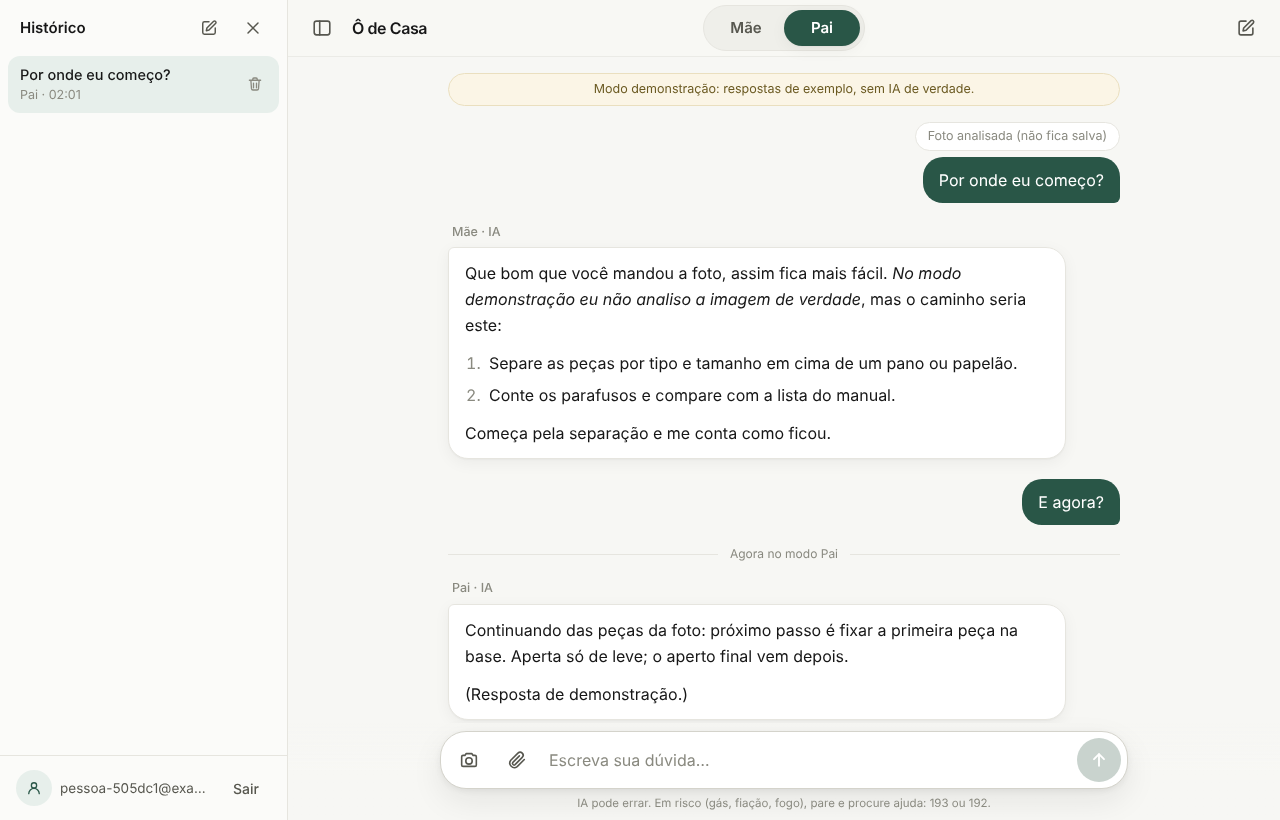 Histórico
Por onde eu começo?
Pai · 02:01
pessoa-505dc1@exa...
Sair
Ô de Casa
Mãe
Pai
Modo demonstração: respostas de exemplo, sem IA de verdade.
Foto analisada (não fica salva)
Por onde eu começo?
Mãe · IA
Que bom que você mandou a foto, assim fica mais fácil. No modo
demonstração eu não analiso a imagem de verdade, mas o caminho seria
este:
1. Separe as peças por tipo e tamanho em cima de um pano ou papelão.
2. Conte os parafusos e compare com a lista do manual.
Começa pela separação e me conta como ficou.
E agora?
Agora no modo Pai
Pai · IA
Continuando das peças da foto: próximo passo é fixar a primeira peça na
base. Aperta só de leve; o aperto final vem depois.
(Resposta de demonstração.)
Escreva sua dúvida...
IA pode errar. Em risco (gás, fiação, fogo), pare e procure ajuda: 193 ou 192.